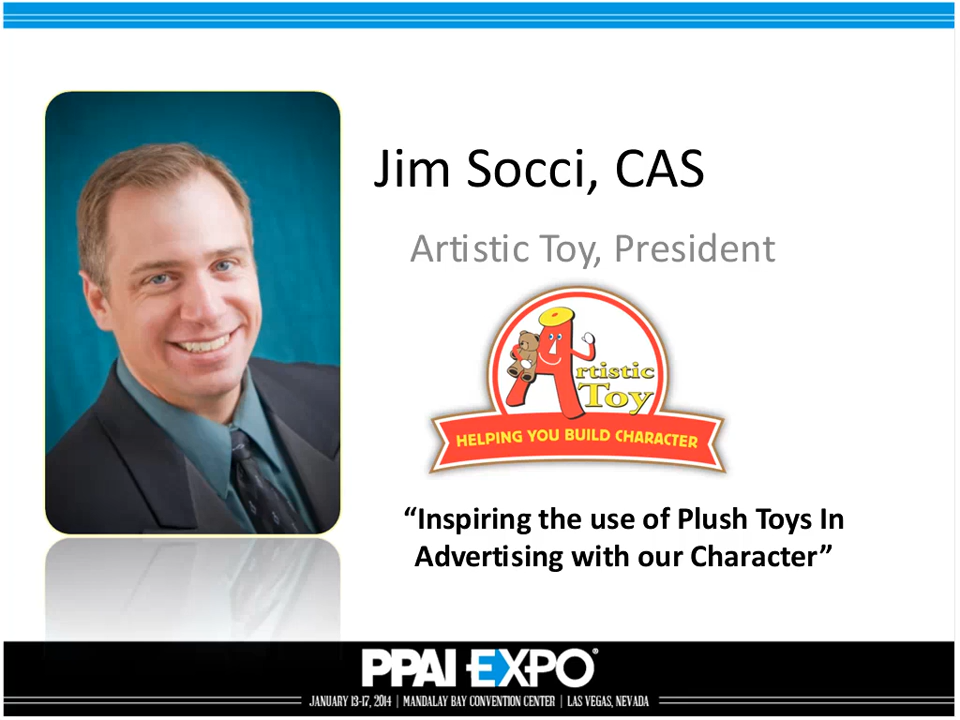 Jim Socci, CAS
Artistic Toy, President
Artistic
Toy
HELPING YOU BUILD CHARACTER
“Inspiring the use of Plush Toys In
Advertising with our Character”
PPAI EXPO®
JANUARY 13-17, 2014 | MANDALAY BAY CONVENTION CENTER | LAS VEGAS, NEVADA